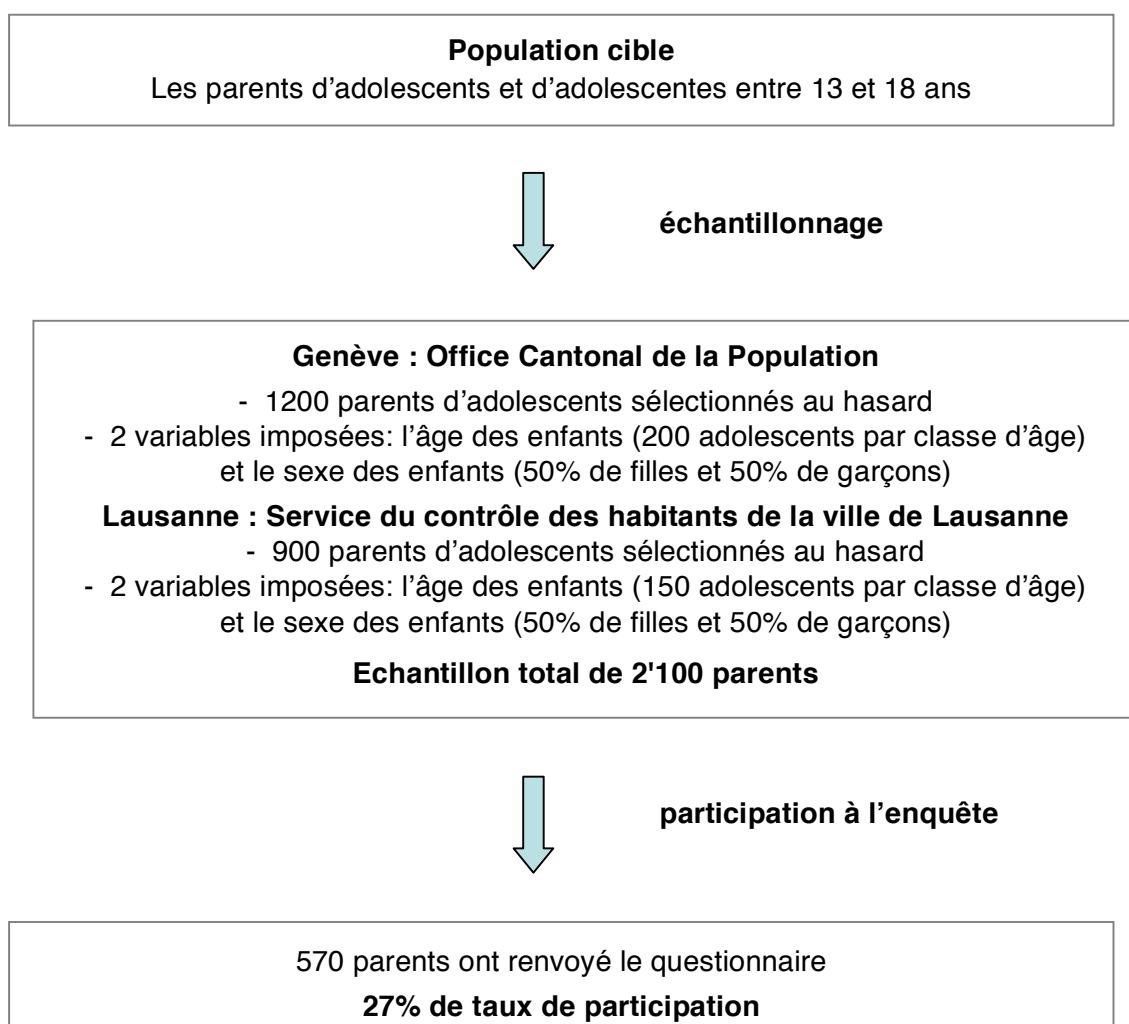 Population cible
Les parents d'adolescents et d'adolescentes entre 13 et 18 ans
échantillonnage
Genève : Office Cantonal de la Population
- 1200 parents d'adolescents sélectionnés au hasard
- 2 variables imposées: l'âge des enfants (200 adolescents par classe d'âge)
et le sexe des enfants (50% de filles et 50% de garçons)
Lausanne : Service du contrôle des habitants de la ville de Lausanne
- 900 parents d'adolescents sélectionnés au hasard
- 2 variables imposées: l'âge des enfants (150 adolescents par classe d'âge)
et le sexe des enfants (50% de filles et 50% de garçons)
Echantillon total de 2'100 parents
participation à l'enquête
570 parents ont renvoyé le questionnaire
27% de taux de participation